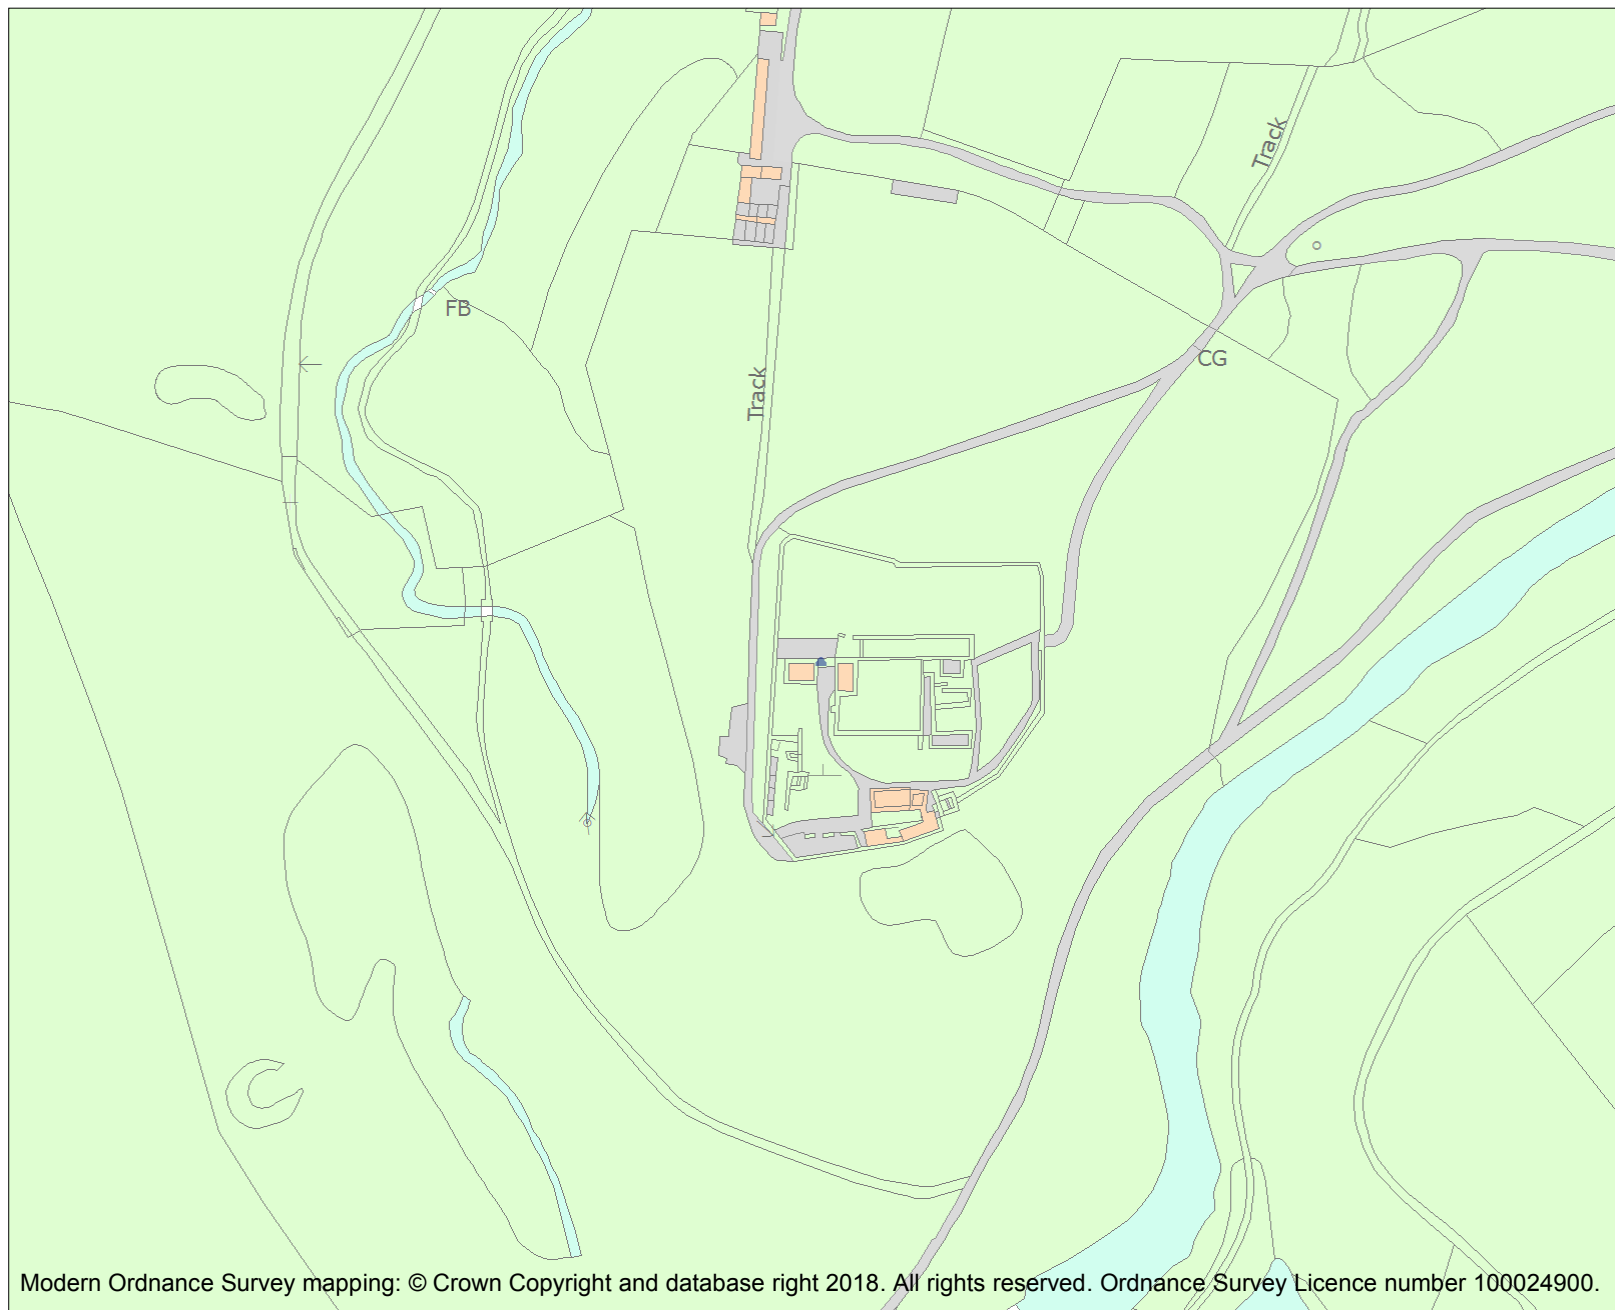 Track
FB
Track
CG
Modern Ordnance Survey mapping: © Crown Copyright and database right 2018. All rights reserved. Ordnance Survey Licence number 100024900.